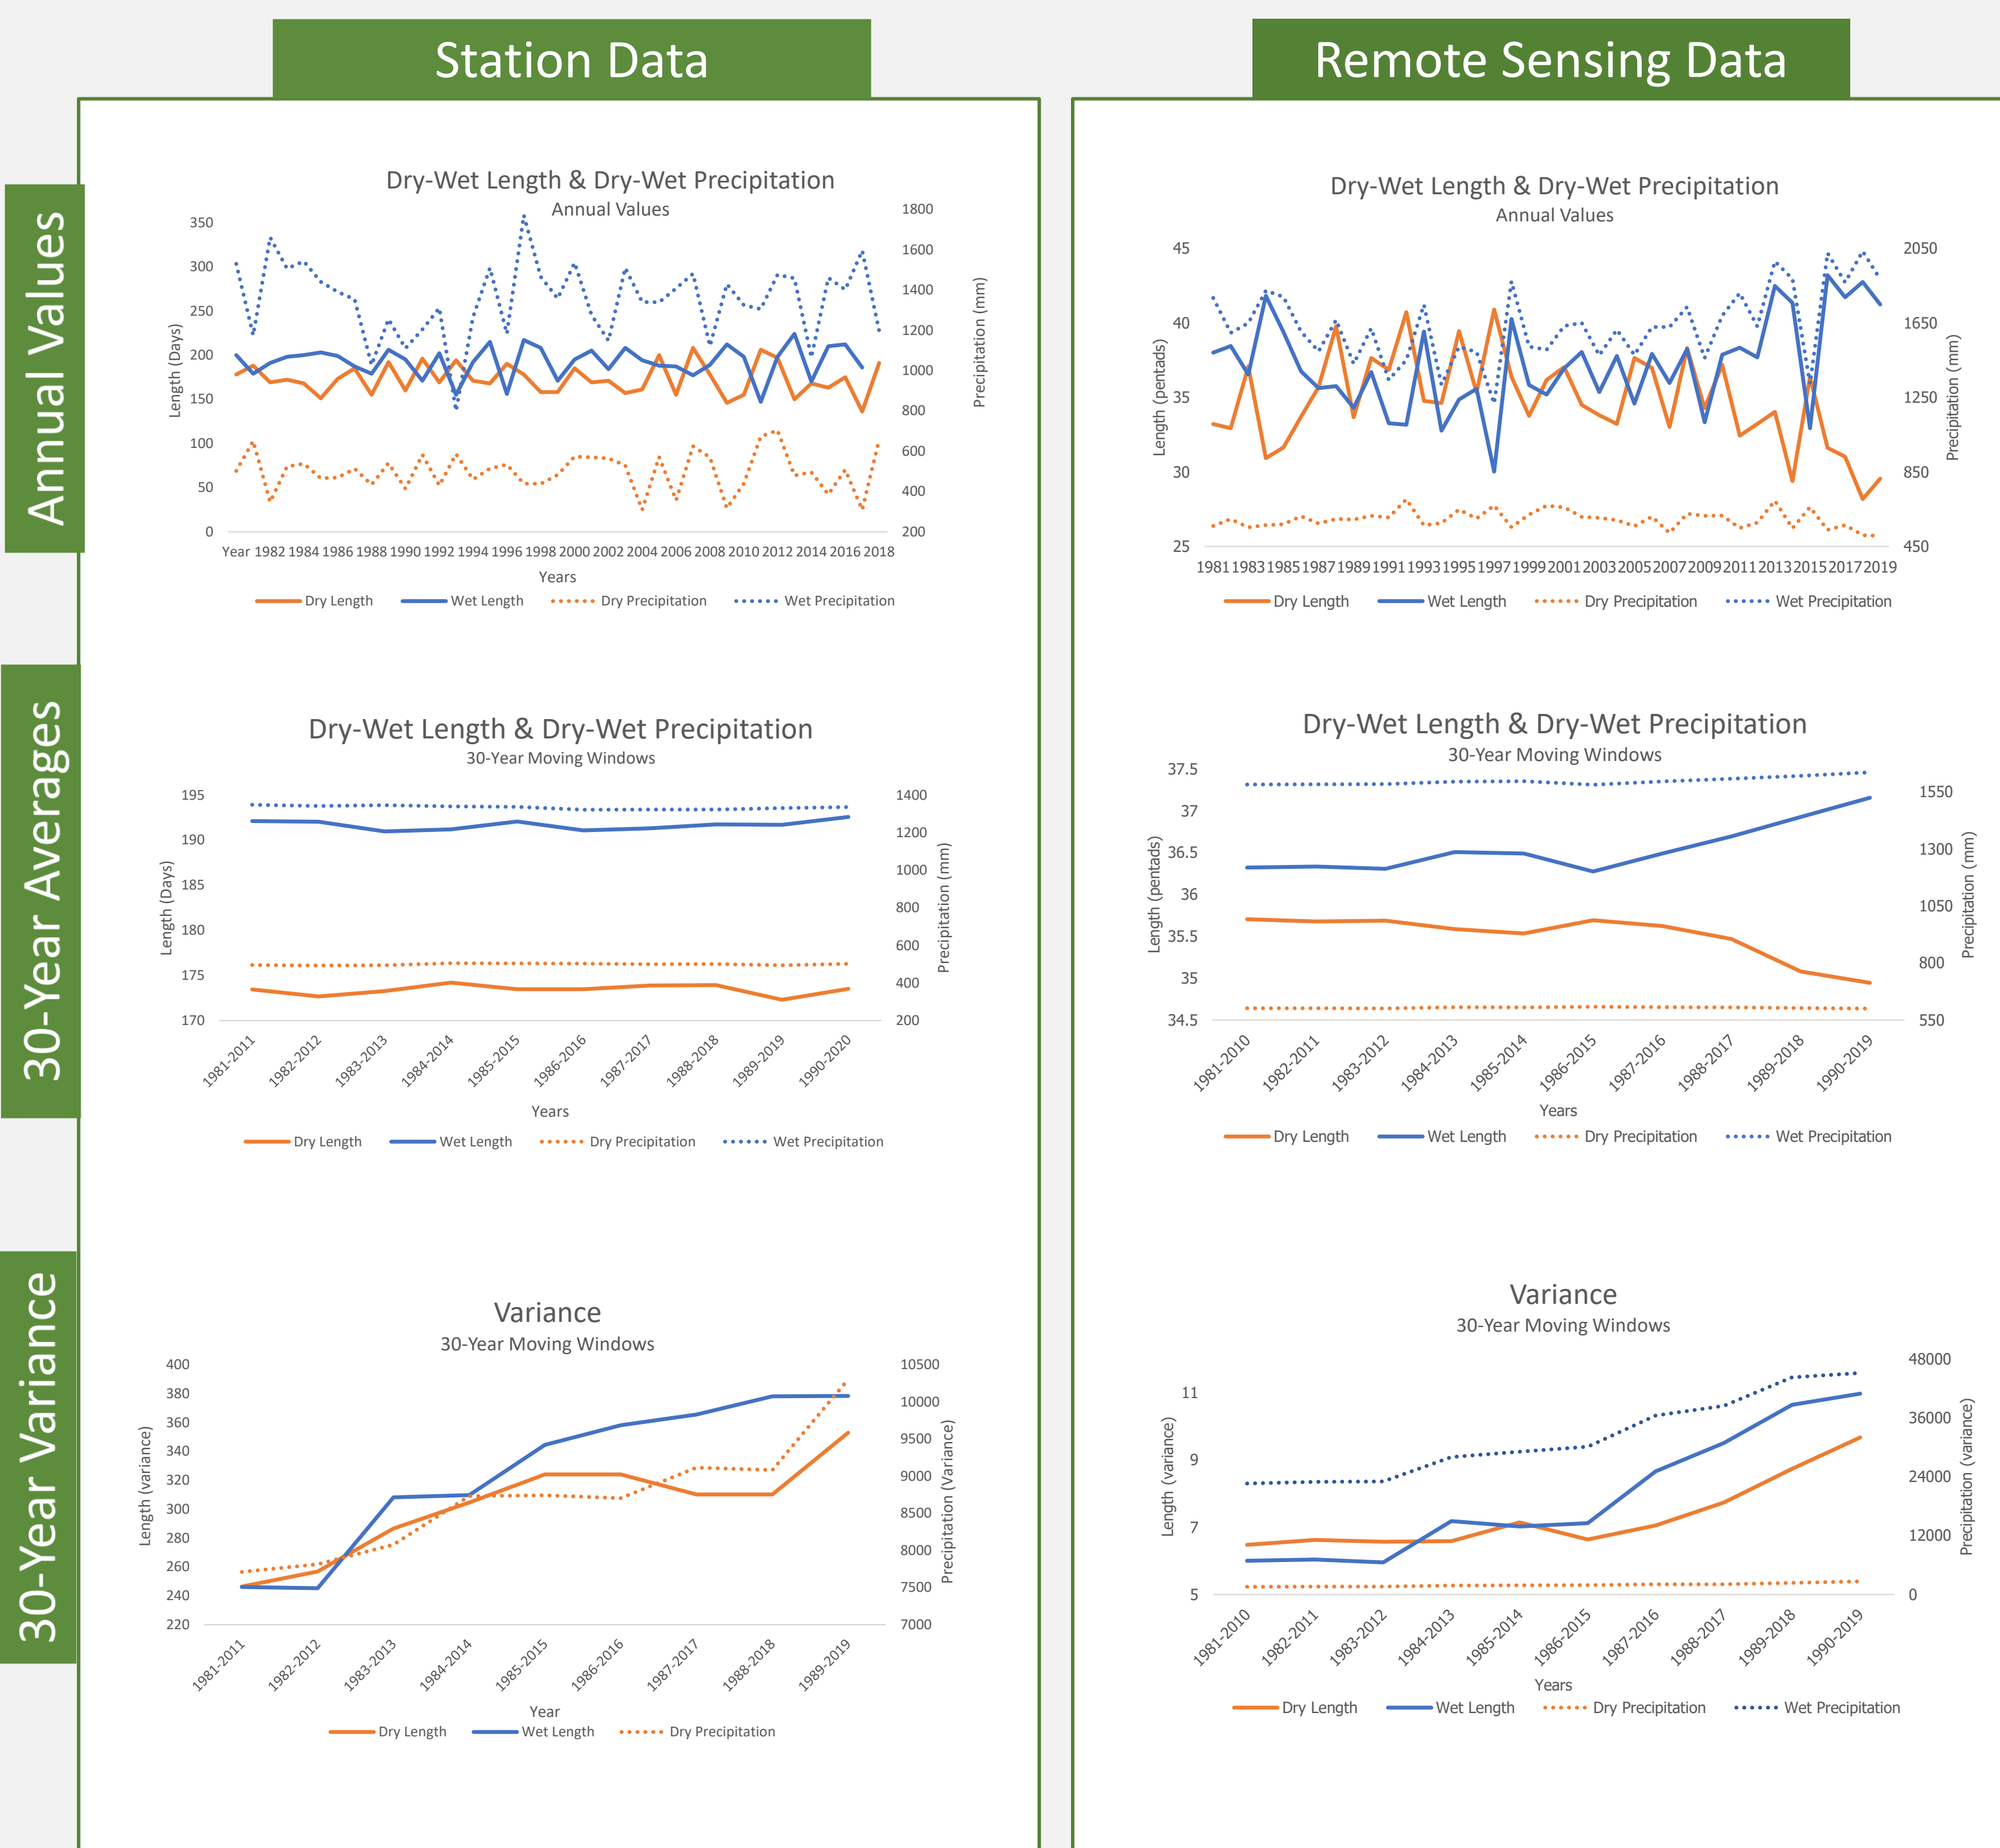 Station Data
Remote Sensing Data
Annual Values
Dry-Wet Length & Dry-Wet Precipitation
Annual Values
350
300
250
200
150
100
50
0
Length (Days)
1800
1600
1400
1200
1000
800
600
400
200
Precipitation (mm)
Year 1982 1984 1986 1988 1990 1992 1994 1996 1998 2000 2002 2004 2006 2008 2010 2012 2014 2016 2018
Years
Dry Length Wet Length Dry Precipitation Wet Precipitation
Dry-Wet Length & Dry-Wet Precipitation
Annual Values
45
40
35
30
25
Length (pentads)
2050
1650
1250
850
450
Precipitation (mm)
1981 1983 1985 1987 1989 1991 1993 1995 1997 1999 2001 2003 2005 2007 2009 2011 2013 2015 2017 2019
Dry Length Wet Length Dry Precipitation Wet Precipitation
30-Year Averages
Dry-Wet Length & Dry-Wet Precipitation
30-Year Moving Windows
195
190
185
180
175
170
Length (Days)
1400
1200
1000
800
600
400
200
Precipitation (mm)
1981-2011 1982-2012 1983-2013 1984-2014 1985-2015 1986-2016 1987-2017 1988-2018 1989-2019 1990-2020
Years
Dry Length Wet Length Dry Precipitation Wet Precipitation
Dry-Wet Length & Dry-Wet Precipitation
30-Year Moving Windows
37.5
37
36.5
36
35.5
35
34.5
Length (pentads)
1550
1300
1050
800
550
Precipitation (mm)
1981-2010 1982-2011 1983-2012 1984-2013 1985-2014 1986-2015 1987-2016 1988-2017 1989-2018 1990-2019
Years
Dry Length Wet Length Dry Precipitation Wet Precipitation
30-Year Variance
Variance
30-Year Moving Windows
400
380
360
340
320
300
280
260
240
220
Length (variance)
10500
10000
9500
9000
8500
8000
7500
7000
Precipitation (Variance)
1981-2011 1982-2012 1983-2013 1984-2014 1985-2015 1986-2016 1987-2017 1988-2018 1989-2019
Year
Dry Length Wet Length Dry Precipitation
Variance
30-Year Moving Windows
11
9
7
5
Length (variance)
48000
36000
24000
12000
0
Precipitation (variance)
1981-2010 1982-2011 1983-2012 1984-2013 1985-2014 1986-2015 1987-2016 1988-2017 1989-2018 1990-2019
Years
Dry Length Wet Length Dry Precipitation Wet Precipitation